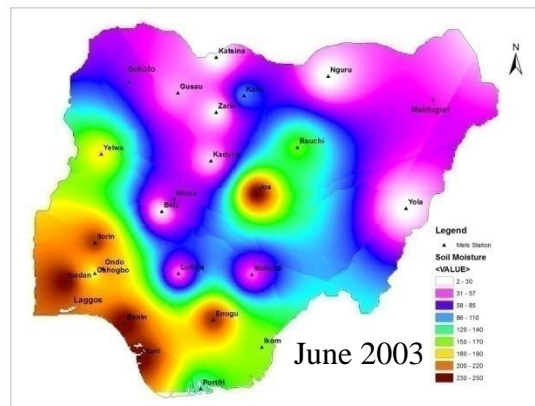 Katsina
N
Sokoto
Nguru
Gusau
Kano
Zaria
Maiduguri
Yelwa
Bauchi
Kaduna
Jos
Minna
Bida
Yola
Ilorin
Ondo
Oshogbo
Ibadan
Lokoja
Makurdi
Laggos
Benin
Enugu
Ikom
Warri
Port/H
June 2003
Legend
Mets Station
Soil Moisture
<VALUE>
2 - 30
31 - 57
58 - 85
86 - 110
120 - 140
150 - 170
180 - 190
200 - 220
230 - 250